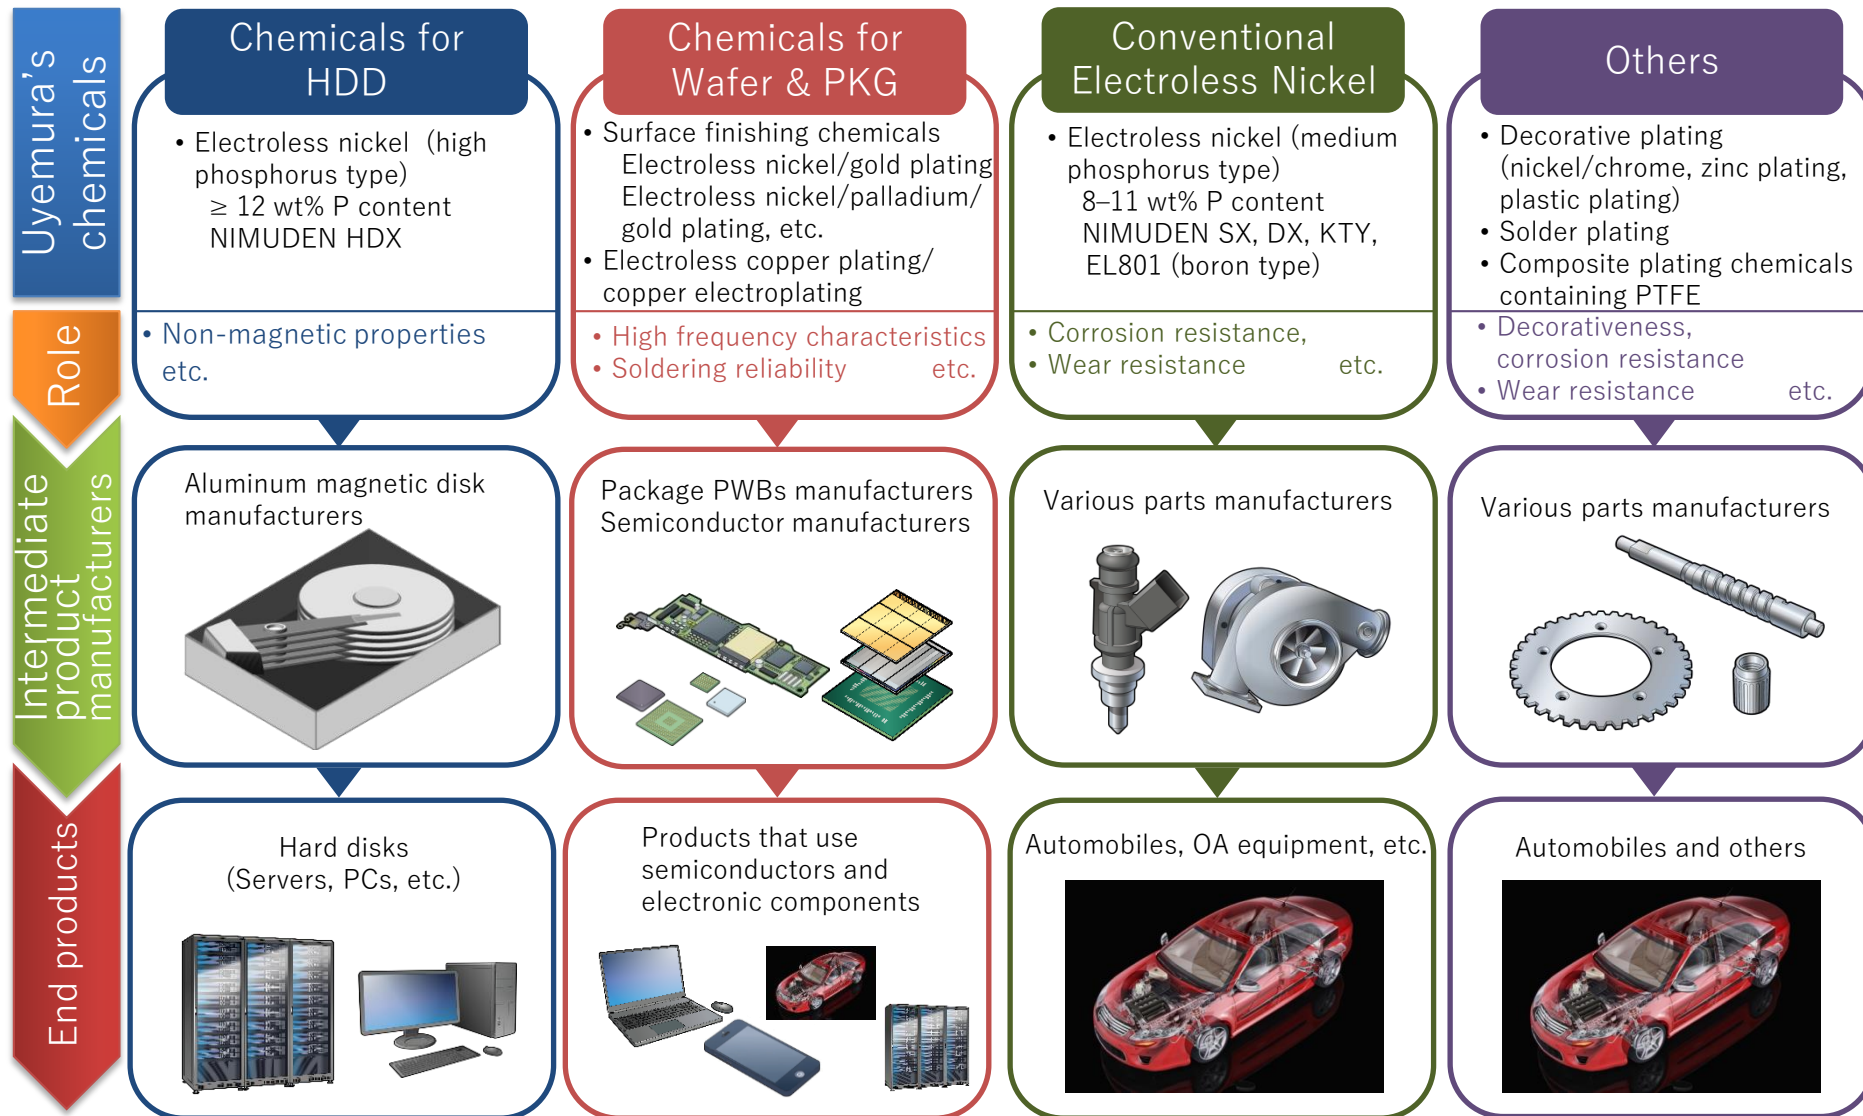 Uyemura's
chemicals
Chemicals for
HDD
• Electroless nickel (high
phosphorus type)
≥ 12 wt% P content
NIMUDEN HDX
Chemicals for
Wafer & PKG
• Surface finishing chemicals
Electroless nickel/gold plating
Electroless nickel/palladium/
gold plating, etc.
• Electroless copper plating/
copper electroplating
Conventional
Electroless Nickel
• Electroless nickel (medium
phosphorus type)
8–11 wt% P content
NIMUDEN SX, DX, KTY,
EL801 (boron type)
Others
• Decorative plating
(nickel/chrome, zinc plating,
plastic plating)
• Solder plating
• Composite plating chemicals
containing PTFE
Role
• Non-magnetic properties
etc.
• High frequency characteristics
• Soldering reliability etc.
• Corrosion resistance,
• Wear resistance etc.
• Decorativeness,
corrosion resistance
• Wear resistance etc.
Intermediate
product
manufacturers
Aluminum magnetic disk
manufacturers
Package PWBs manufacturers
Semiconductor manufacturers
Various parts manufacturers
Various parts manufacturers
End products
Hard disks
(Servers, PCs, etc.)
Products that use
semiconductors and
electronic components
Automobiles, OA equipment, etc.
Automobiles and others